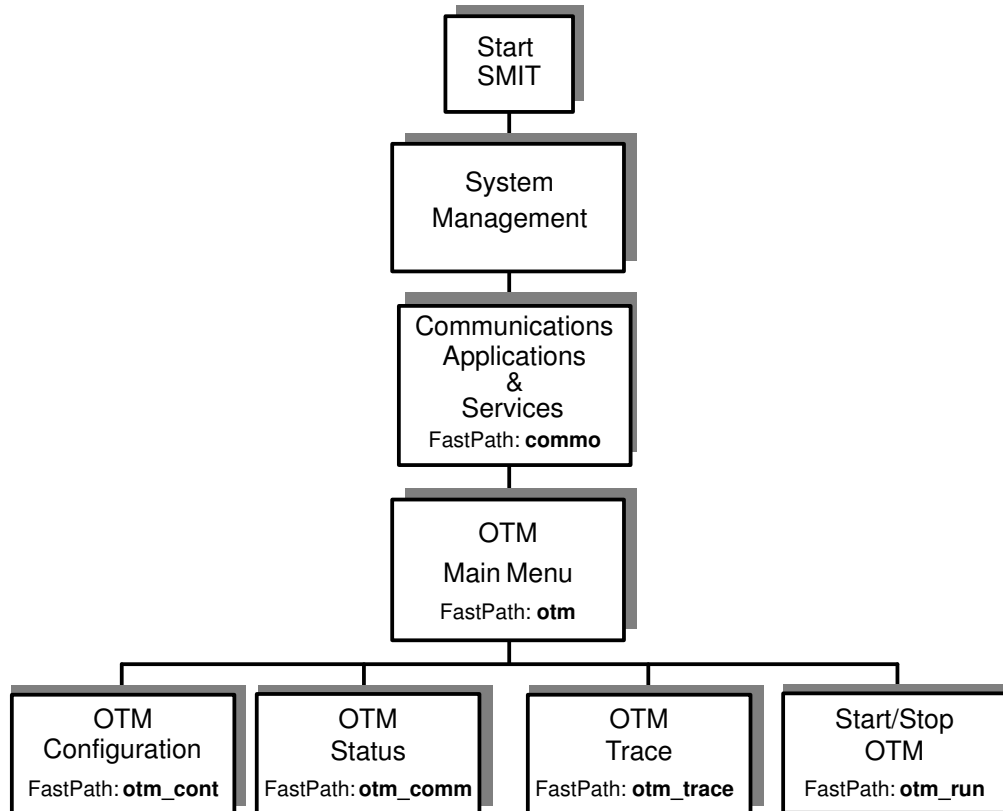 Start
SMIT
System
Management
Communications
Applications
&
Services
FastPath: commo
OTM
Main Menu
FastPath: otm
OTM
Configuration
FastPath: otm_cont
OTM
Status
FastPath: otm_comm
OTM
Trace
FastPath: otm_trace
Start/Stop
OTM
FastPath: otm_run